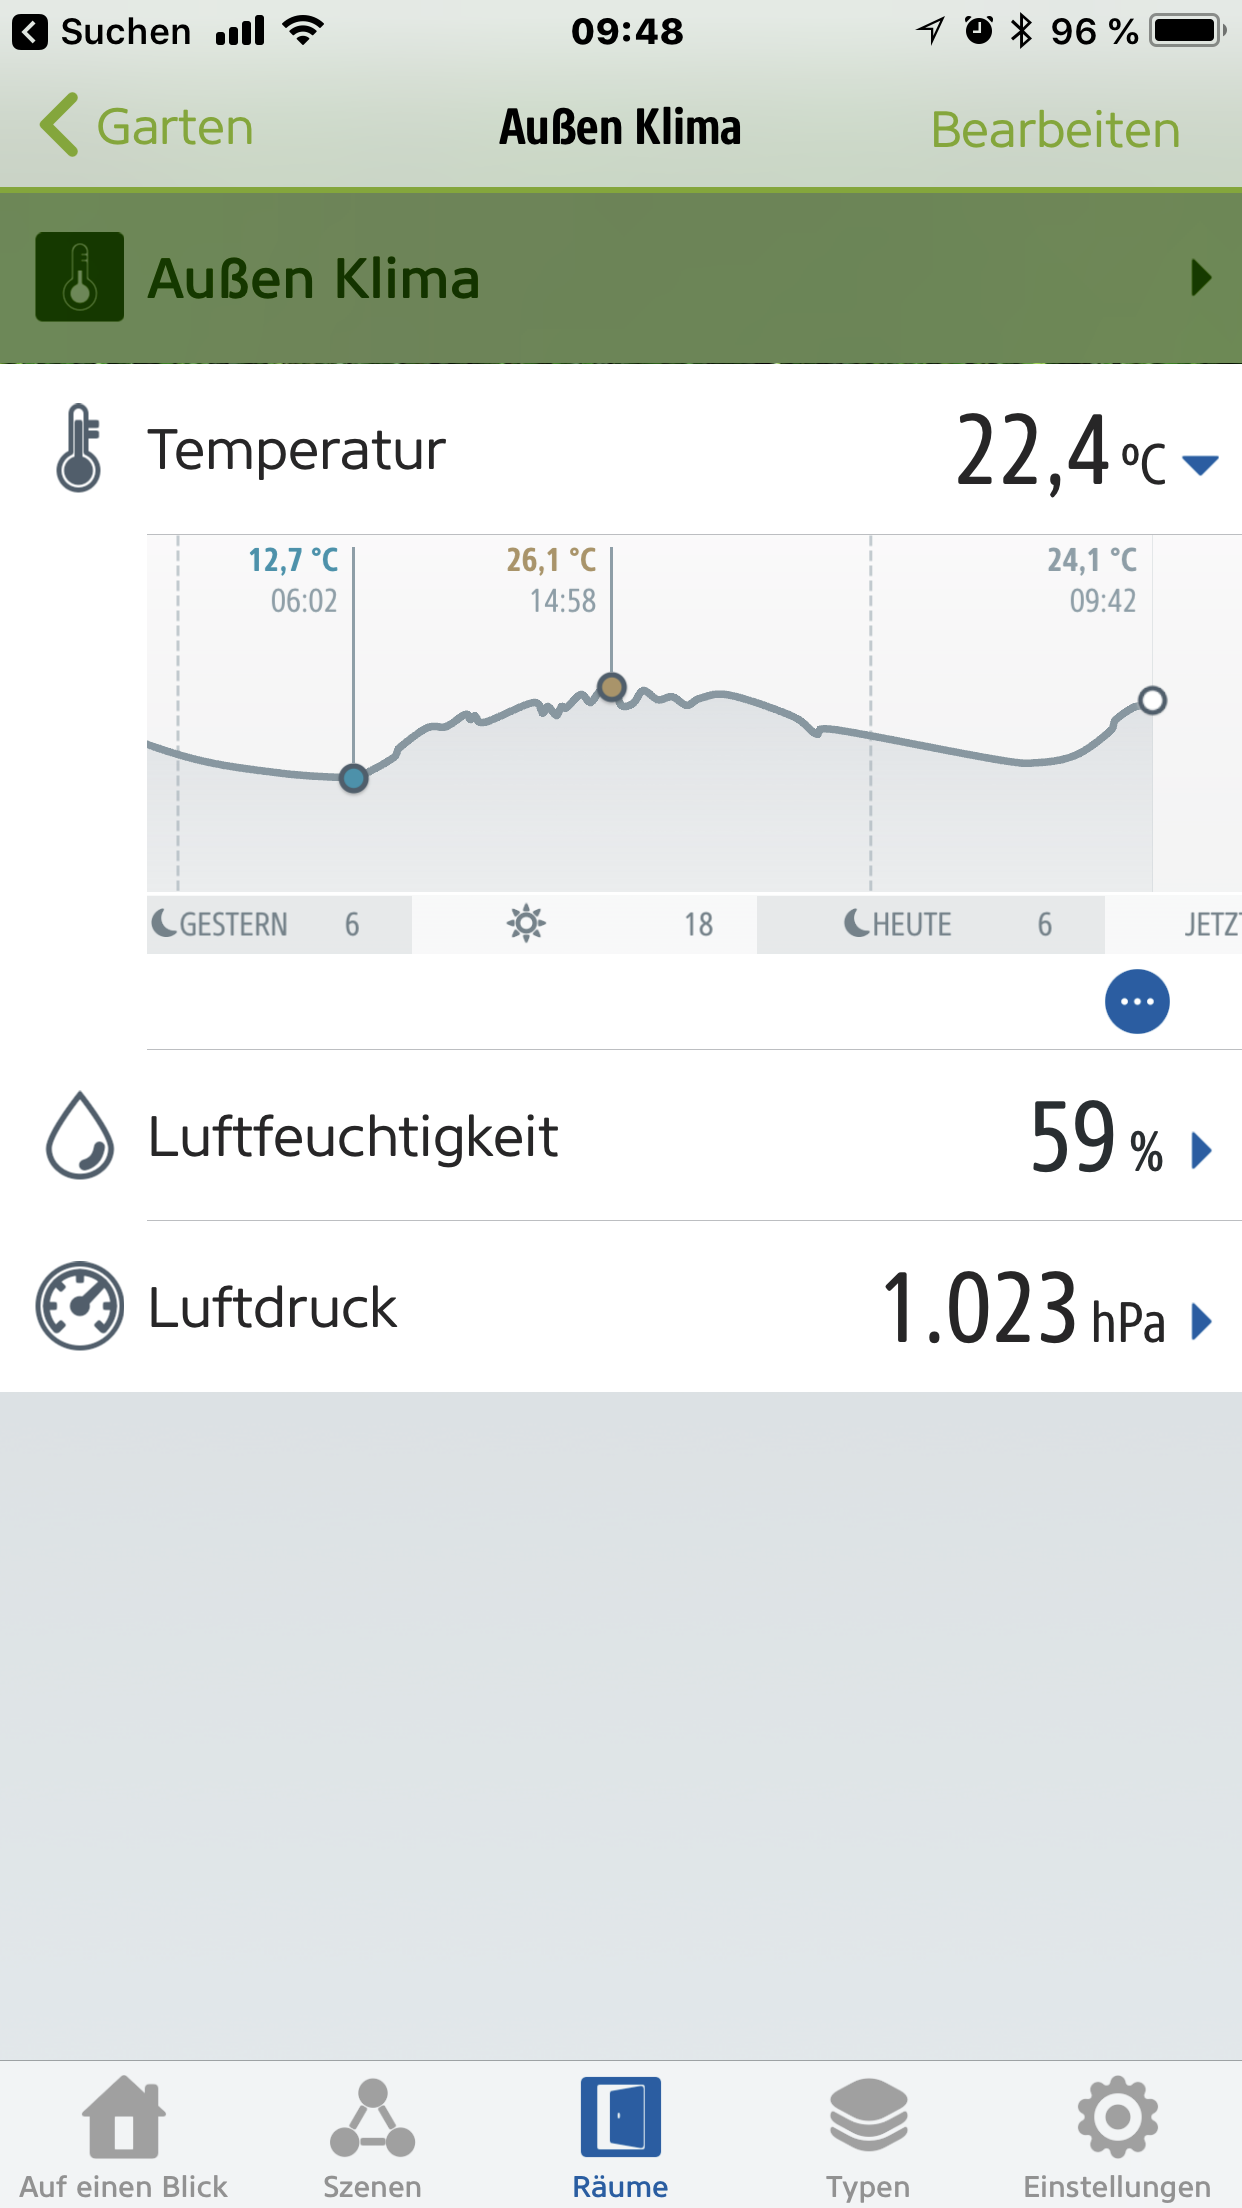 Suchen 09:48 96 %
Garten Außen Klima Bearbeiten
Außen Klima
Temperatur 22,4 °C
12,7 °C 26,1 °C 24,1 °C
06:02 14:58 09:42
GESTERN 6 18 HEUTE 6 JETZT
Luftfeuchtigkeit 59 %
Luftdruck 1.023 hPa
Auf einen Blick Szenen Räume Typen Einstellungen